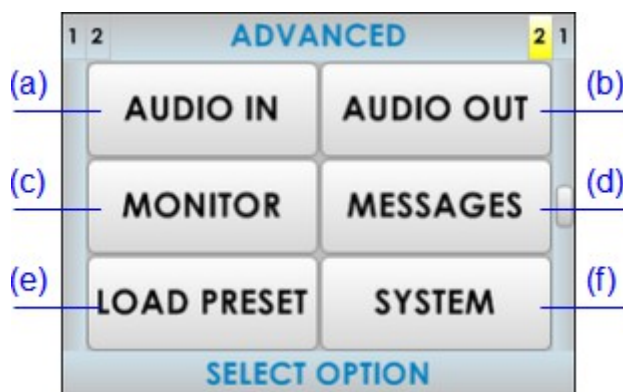 1 2 ADVANCED 2 1
(a) AUDIO IN AUDIO OUT (b)
(c) MONITOR MESSAGES (d)
(e) LOAD PRESET SYSTEM (f)
SELECT OPTION